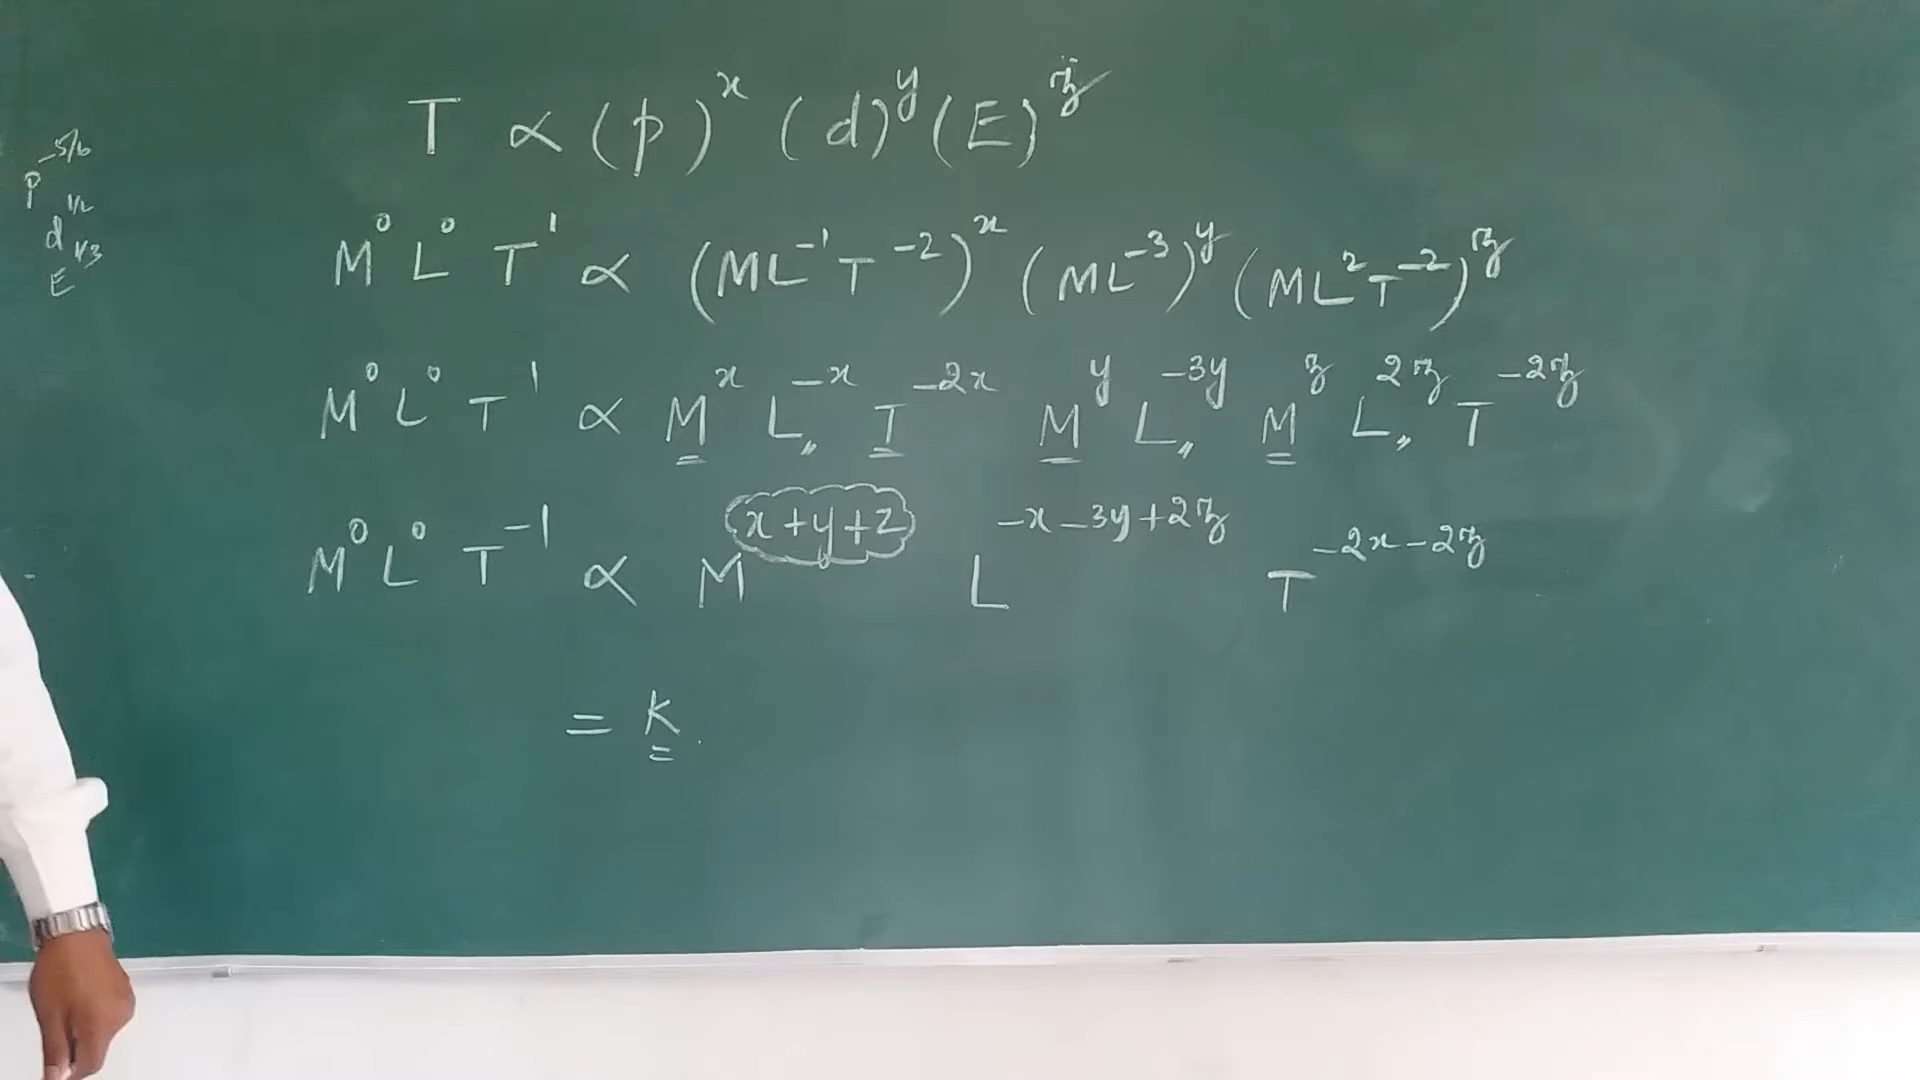 T ∝ (p)^x (d)^y (E)^z
p^-5/6
d^1/2
E^1/3
M^0 L^0 T^1 ∝ (ML^-1 T^-2)^x (ML^-3)^y (ML^2 T^-2)^z
M^0 L^0 T^1 ∝ M^x L^-x T^-2x M^y L^-3y M^z L^2z T^-2z
M^0 L^0 T^-1 ∝ M^x+y+z L^-x-3y+2z T^-2x-2z
= K